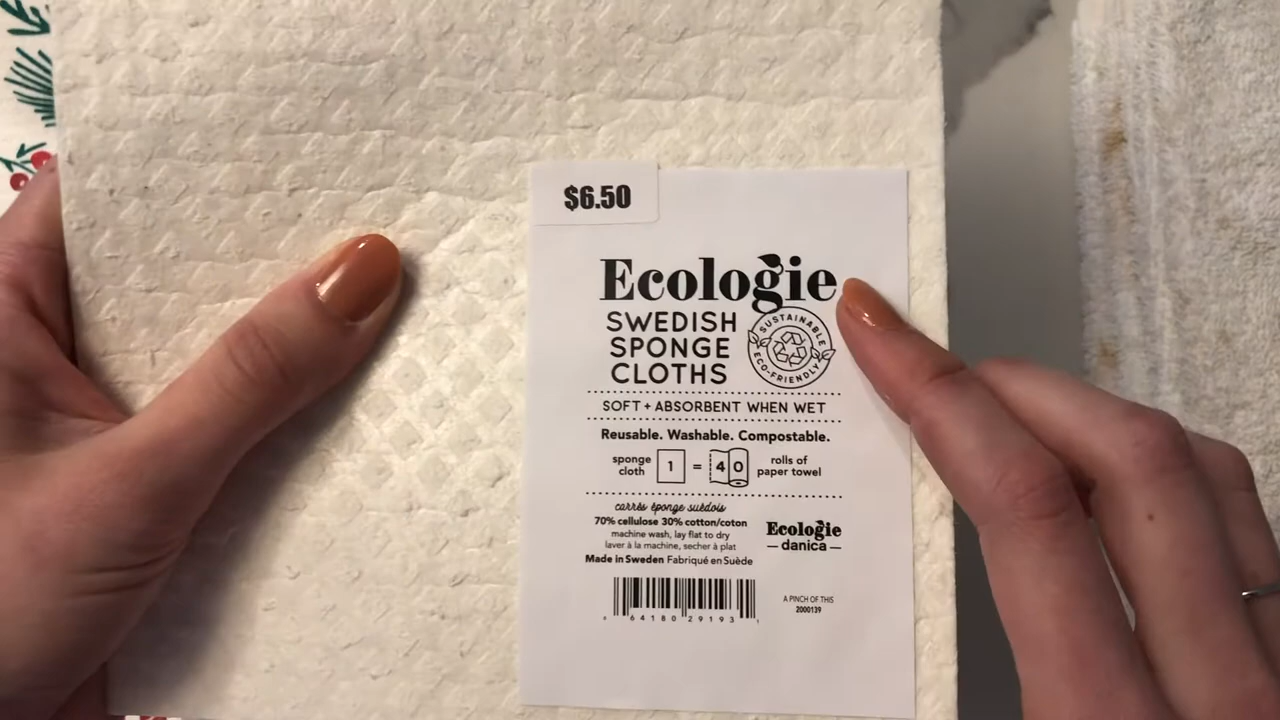 $6.50
Ecologie
SWEDISH
SPONGE
CLOTHS
SUSTAINABLE
ECO-FRIENDLY
SOFT + ABSORBENT WHEN WET
Reusable. Washable. Compostable.
sponge cloth 1 = 40 rolls of paper towel
carrés éponge suédois
70% cellulose 30% cotton/coton
machine wash, lay flat to dry
laver à la machine, secher à plat
Made in Sweden Fabriqué en Suède
Ecologie
— danica —
A PINCH OF THIS
2000139
64180 29193